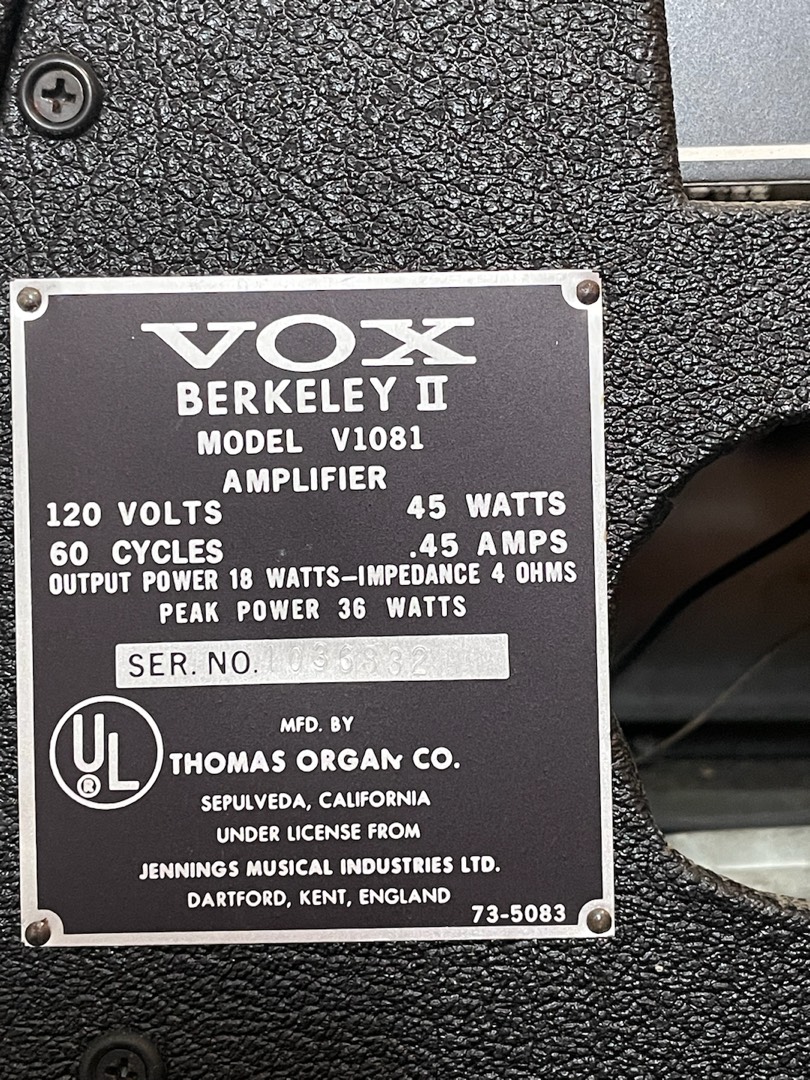 VOX
BERKELEY II
MODEL V1081
AMPLIFIER
120 VOLTS 45 WATTS
60 CYCLES .45 AMPS
OUTPUT POWER 18 WATTS–IMPEDANCE 4 OHMS
PEAK POWER 36 WATTS
SER. NO. 1036832
UL®
MFD. BY
THOMAS ORGAN CO.
SEPULVEDA, CALIFORNIA
UNDER LICENSE FROM
JENNINGS MUSICAL INDUSTRIES LTD.
DARTFORD, KENT, ENGLAND
73-5083